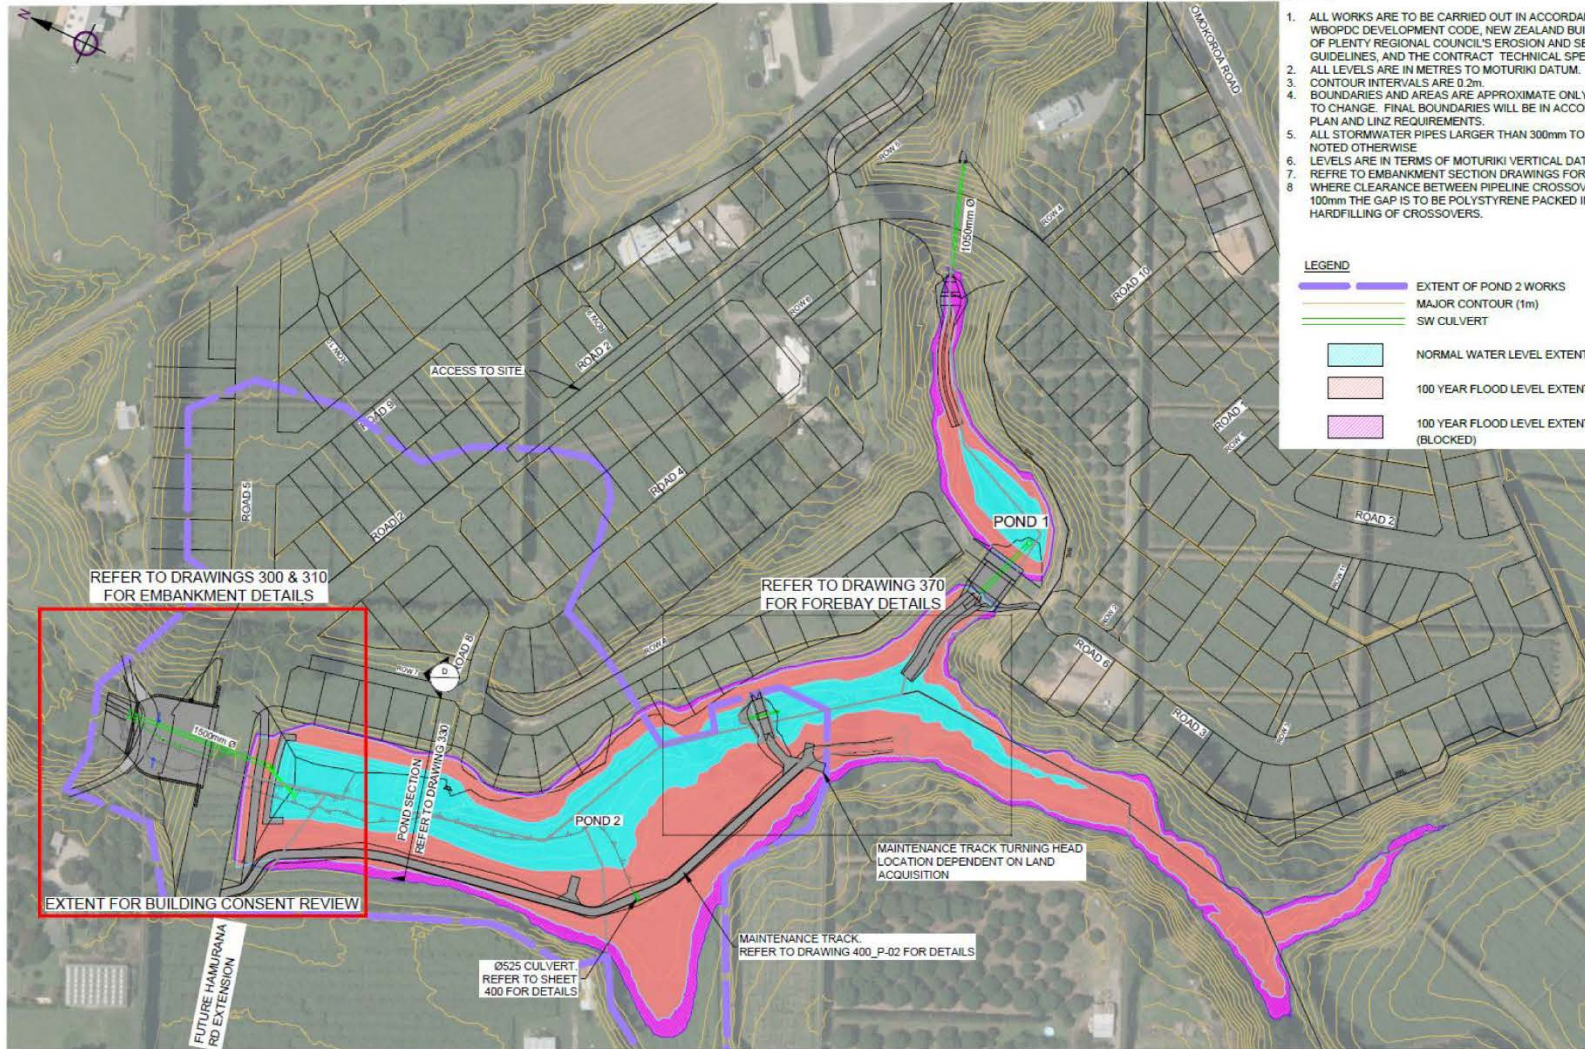 N
OMOKOROA ROAD
1. ALL WORKS ARE TO BE CARRIED OUT IN ACCORDA
WBOPDC DEVELOPMENT CODE, NEW ZEALAND BUI
OF PLENTY REGIONAL COUNCIL'S EROSION AND SE
GUIDELINES, AND THE CONTRACT TECHNICAL SPE
2. ALL LEVELS ARE IN METRES TO MOTURIKI DATUM.
3. CONTOUR INTERVALS ARE 0.2m.
4. BOUNDARIES AND AREAS ARE APPROXIMATE ONLY
TO CHANGE. FINAL BOUNDARIES WILL BE IN ACCO
PLAN AND LINZ REQUIREMENTS.
5. ALL STORMWATER PIPES LARGER THAN 300mm TO
NOTED OTHERWISE
6. LEVELS ARE IN TERMS OF MOTURIKI VERTICAL DAT
7. REFRE TO EMBANKMENT SECTION DRAWINGS FOR
8 WHERE CLEARANCE BETWEEN PIPELINE CROSSOV
100mm THE GAP IS TO BE POLYSTYRENE PACKED I
HARDFILLING OF CROSSOVERS.
LEGEND
EXTENT OF POND 2 WORKS
MAJOR CONTOUR (1m)
SW CULVERT
NORMAL WATER LEVEL EXTENT
100 YEAR FLOOD LEVEL EXTENT
100 YEAR FLOOD LEVEL EXTENT
(BLOCKED)
1050mm Ø
ROW 4
ROAD 10
ROAD 2
ACCESS TO SITE.
ROAD 9
ROAD 1
ROAD 5
ROAD 2
ROAD 4
ROAD 2
POND 1
REFER TO DRAWINGS 300 & 310
FOR EMBANKMENT DETAILS
REFER TO DRAWING 370
FOR FOREBAY DETAILS
ROAD 8
D
ROW 7
ROAD 6
ROAD 3
1500mm Ø
POND SECTION
REFER TO DRAWING 330
POND 2
MAINTENANCE TRACK TURNING HEAD
LOCATION DEPENDENT ON LAND
ACQUISITION
EXTENT FOR BUILDING CONSENT REVIEW
MAINTENANCE TRACK.
REFER TO DRAWING 400_P-02 FOR DETAILS
Ø525 CULVERT.
REFER TO SHEET
400 FOR DETAILS
FUTURE HAMURANA
RD EXTENSION